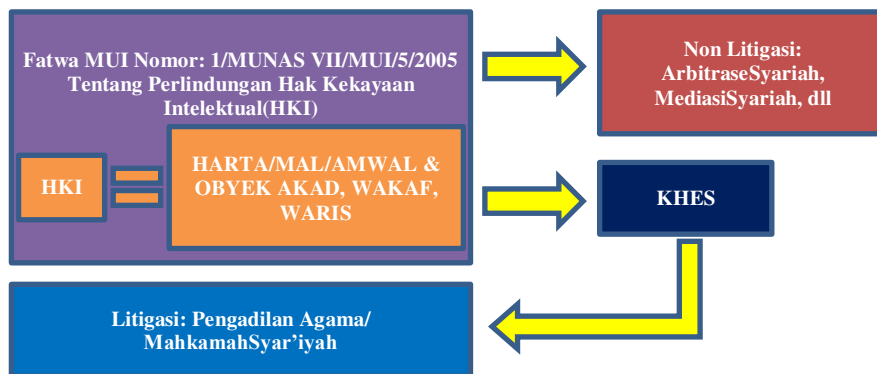 Fatwa MUI Nomor: 1/MUNAS VII/MUI/5/2005
Tentang Perlindungan Hak Kekayaan
Intelektual(HKI)
HKI
HARTA/MAL/AMWAL &
OBYEK AKAD, WAKAF,
WARIS
Non Litigasi:
ArbitraseSyariah,
MediasiSyariah, dll
KHES
Litigasi: Pengadilan Agama/
MahkamahSyar’iyah